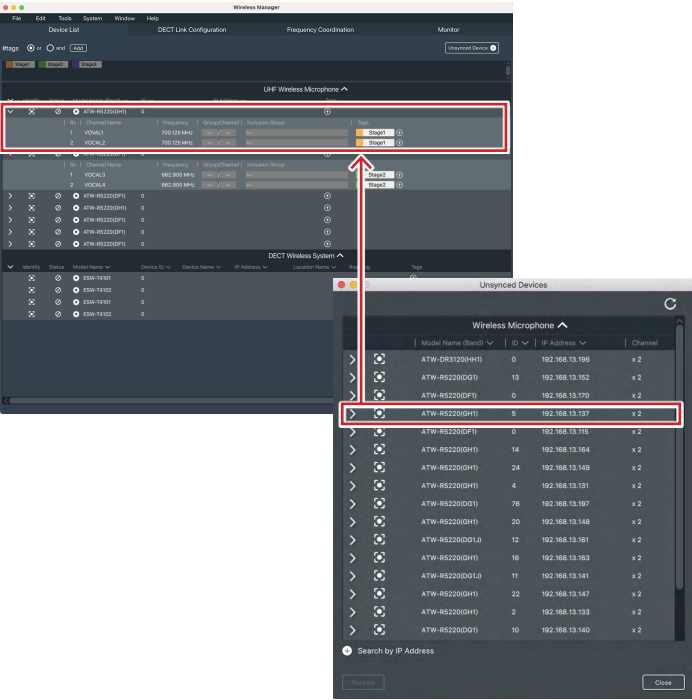 Wireless Manager
File Edit Tools System Window Help
Device List DECT Link Configuration Frequency Coordination Monitor
#tags or and Add Unsynced Device
Stage1 Stage2 Stage3
UHF Wireless Microphone
ATW-R5220(GH1) 0
Rx Channel Name Frequency Group/Channel Inclusion Group Tags
1 VOVAL1 700.125 MHz -- / -- -- Stage1
2 VOCAL2 700.125 MHz -- / -- -- Stage1
ATW-R5220(DF1) 0
Rx Channel Name Frequency Group/Channel Inclusion Group
1 VOCAL3 662.900 MHz -- / -- -- Stage2
2 VOCAL4 662.900 MHz -- / -- -- Stage2
ATW-R5220(DF1) 0
ATW-R5220(GH1) 0
ATW-R5220(DF1) 0
ATW-R5220(DF1) 0
ATW-R5220(DF1) 0
DECT Wireless System
Identify Status Model Name Device ID Device Name IP Address Location Name Tags
ESW-T4101 0
ESW-T4102 0
ESW-T4101 0
ESW-T4102 0
Unsynced Devices
Wireless Microphone
Model Name (Band) ID IP Address Channel
ATW-DR3120(HH1) 0 192.168.13.196 x 2
ATW-R5220(DG1) 13 192.168.13.152 x 2
ATW-R5220(DF1) 0 192.168.13.170 x 2
ATW-R5220(GH1) 5 192.168.13.137 x 2
ATW-R5220(DF1) 0 192.168.13.115 x 2
ATW-R5220(GH1) 14 192.168.13.164 x 2
ATW-R5220(GH1) 24 192.168.13.149 x 2
ATW-R5220(GH1) 4 192.168.13.131 x 2
ATW-R5220(DG1) 76 192.168.13.197 x 2
ATW-R5220(GH1) 20 192.168.13.148 x 2
ATW-R5220(DG1J) 12 192.168.13.161 x 2
ATW-R5220(GH1) 16 192.168.13.163 x 2
ATW-R5220(DG1J) 11 192.168.13.141 x 2
ATW-R5220(GH1) 22 192.168.13.147 x 2
ATW-R5220(GH1) 2 192.168.13.133 x 2
ATW-R5220(DG1) 10 192.168.13.140 x 2
Search by IP Address
Close